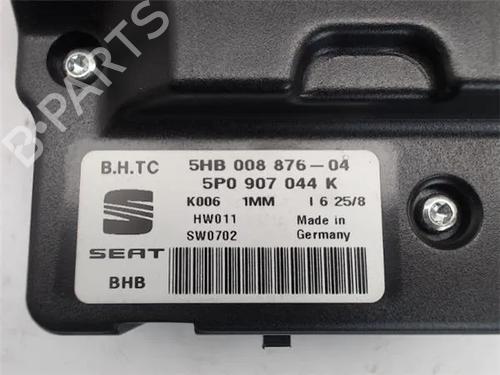 B-PARTS
B.H.TC 5HB 008 876-04
5P0 907 044 K
K006 1MM I 6 25/8
HW011 Made in
SW0702 Germany
SEAT
BHB